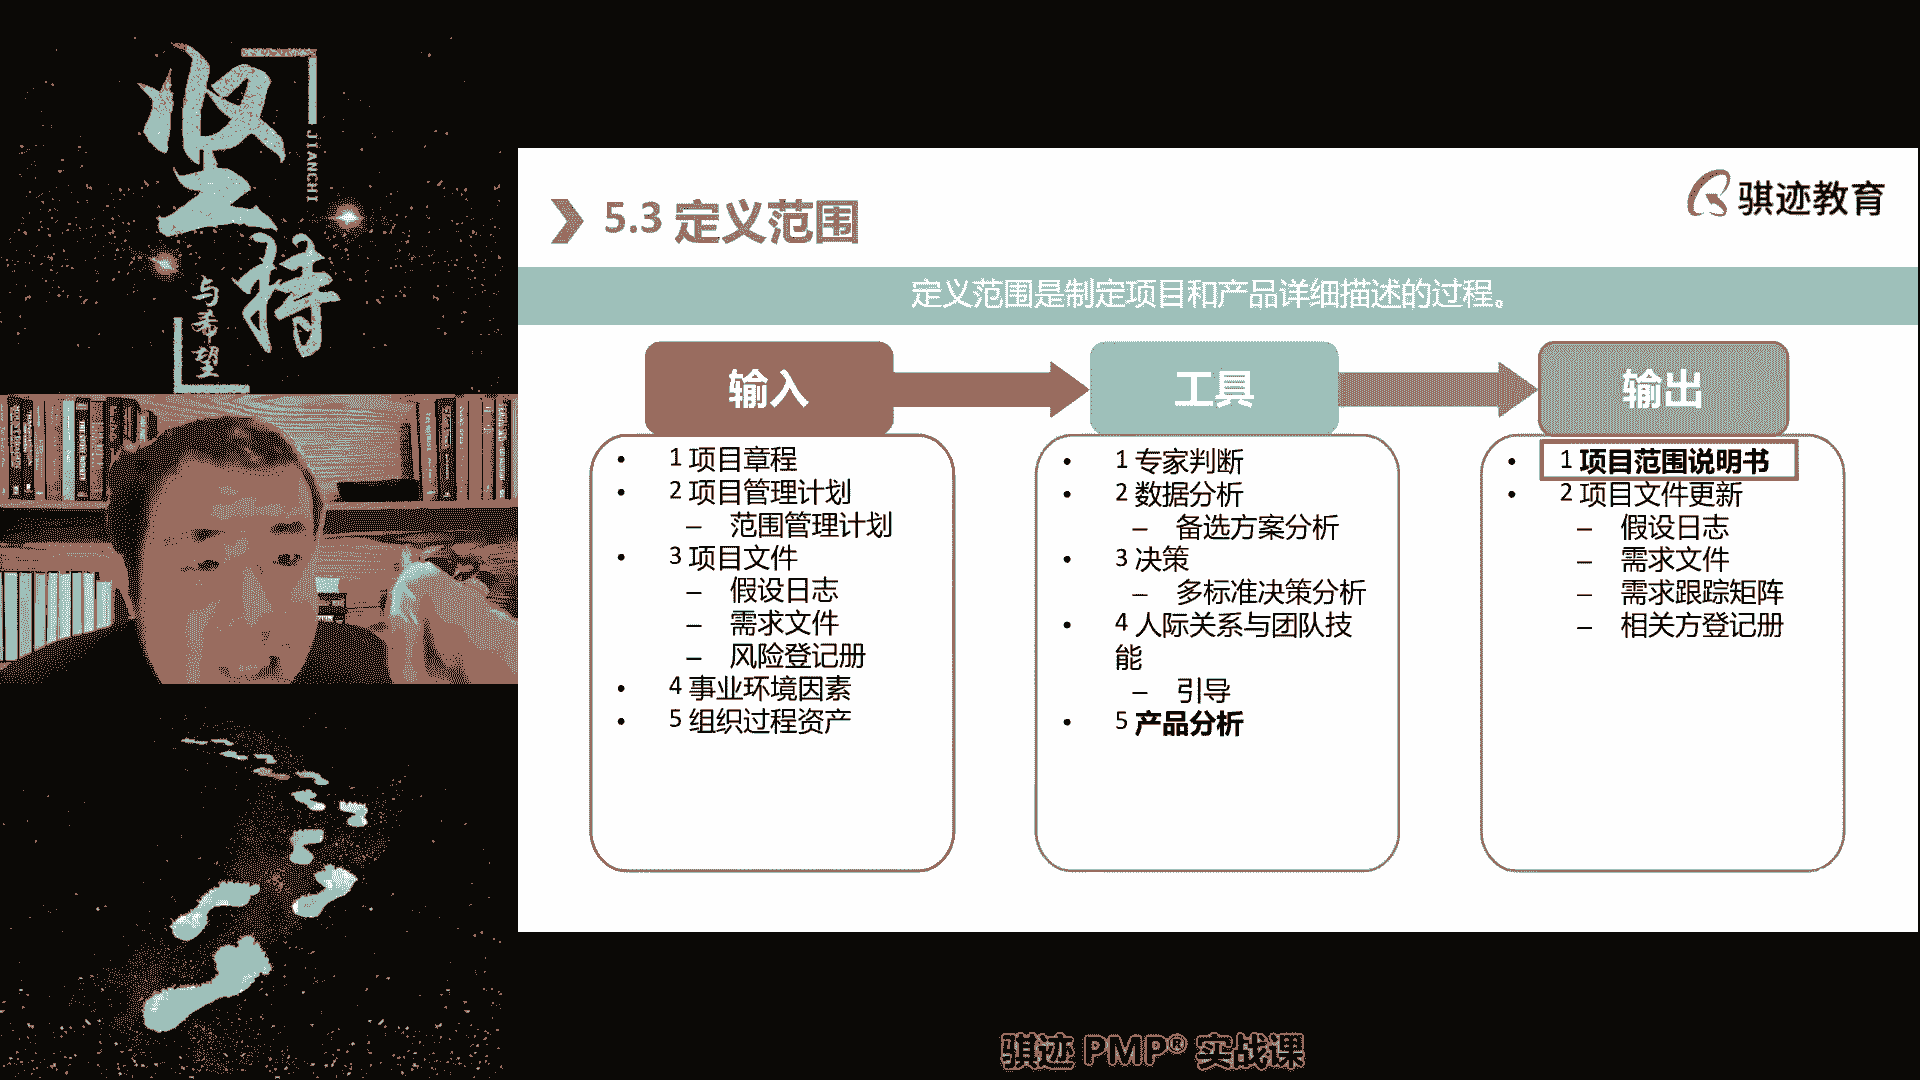 坚持
JIANCHI
与希望
骐迹教育
5.3 定义范围
定义范围是制定项目和产品详细描述的过程。
输入
• 1 项目章程
• 2 项目管理计划
– 范围管理计划
• 3 项目文件
– 假设日志
– 需求文件
– 风险登记册
• 4 事业环境因素
• 5 组织过程资产
工具
• 1 专家判断
• 2 数据分析
– 备选方案分析
• 3 决策
– 多标准决策分析
• 4 人际关系与团队技
能
– 引导
• 5 产品分析
输出
• 1 项目范围说明书
• 2 项目文件更新
– 假设日志
– 需求文件
– 需求跟踪矩阵
– 相关方登记册
骐迹 PMP® 实战课